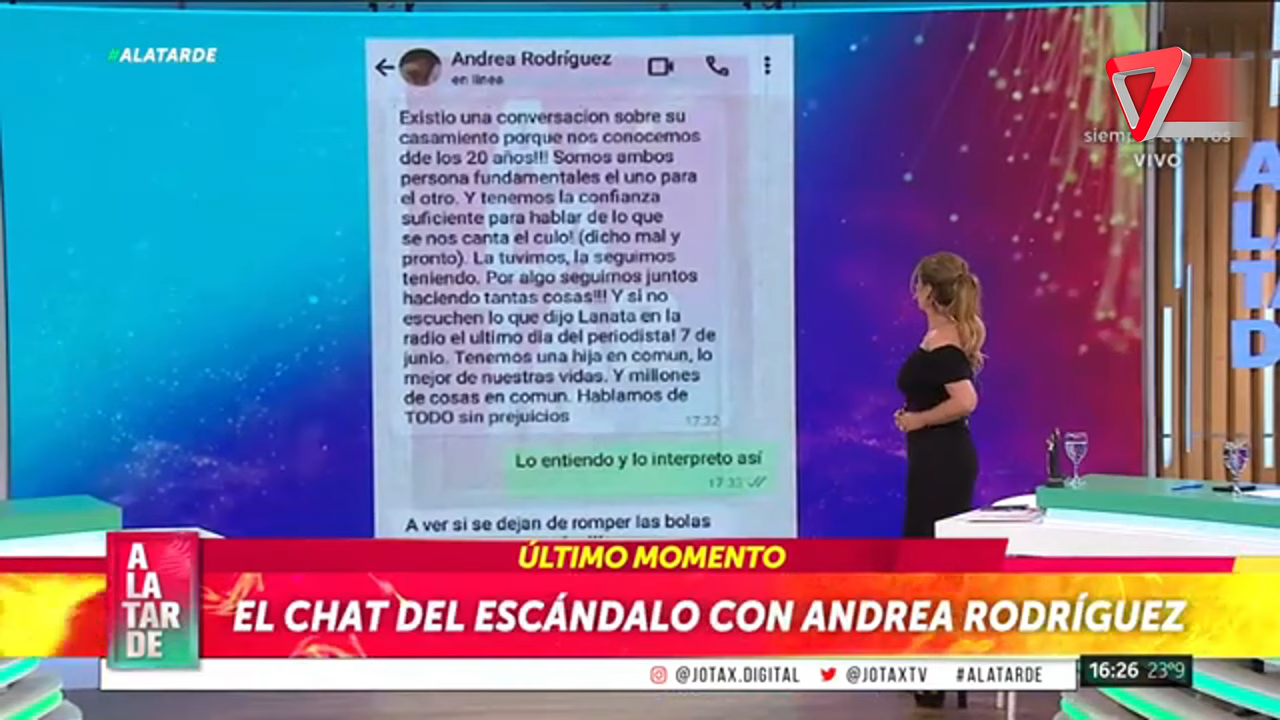 #ALATARDE
Andrea Rodríguez
en línea
Existio una conversacion sobre su
casamiento porque nos conocemos
dde los 20 años!!! Somos ambos
persona fundamentales el uno para
el otro. Y tenemos la confianza
suficiente para hablar de lo que
se nos canta el culo! (dicho mal y
pronto). La tuvimos, la seguimos
teniendo. Por algo seguimos juntos
haciendo tantas cosas!!! Y si no
escuchen lo que dijo Lanata en la
radio el ultimo dia del periodista! 7 de
junio. Tenemos una hija en comun, lo
mejor de nuestras vidas. Y millones
de cosas en comun. Hablamos de
TODO sin prejuicios
17:32
Lo entiendo y lo interpreto así
17:33
A ver si se dejan de romper las bolas
7
siempre con vos
VIVO
A
L
T
A
D
ÚLTIMO MOMENTO
A
LA
TAR
DE
EL CHAT DEL ESCÁNDALO CON ANDREA RODRÍGUEZ
@JOTAX.DIGITAL @JOTAXTV #ALATARDE
16:26 23º9